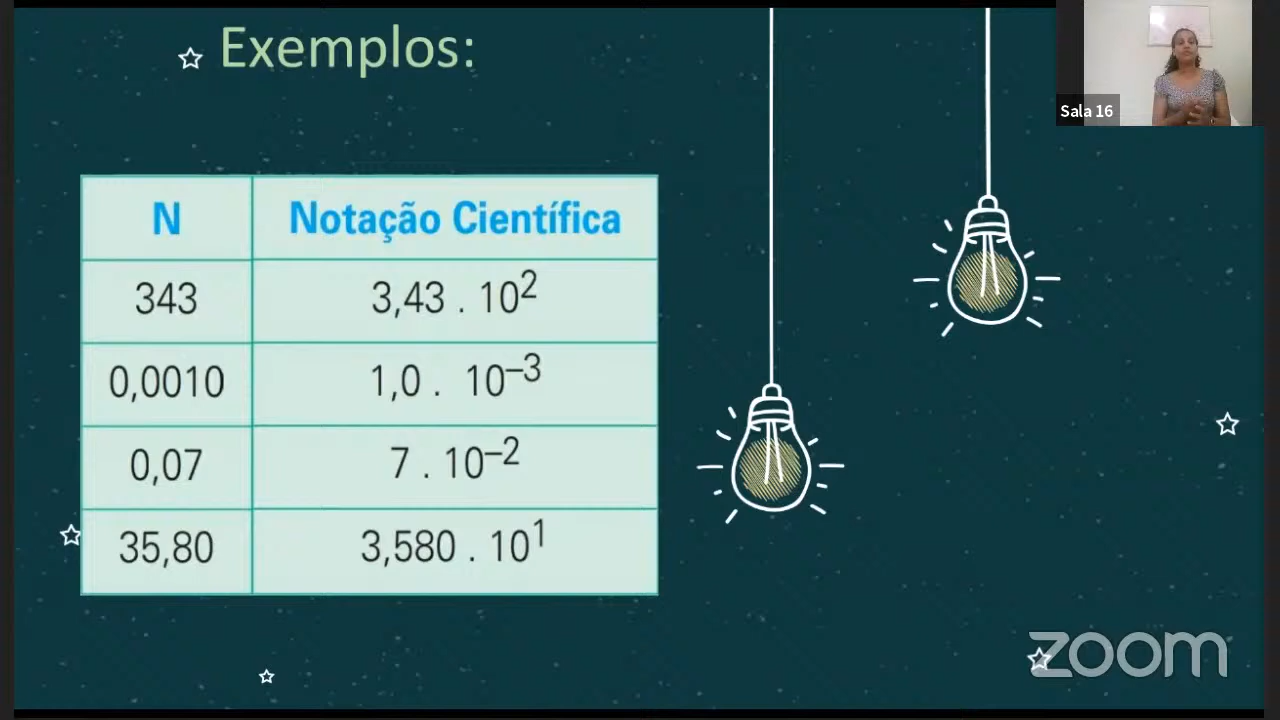 Exemplos:
Sala 16
N Notação Científica
343 3,43 . 10²
0,0010 1,0 . 10⁻³
0,07 7 . 10⁻²
35,80 3,580 . 10¹
zoom